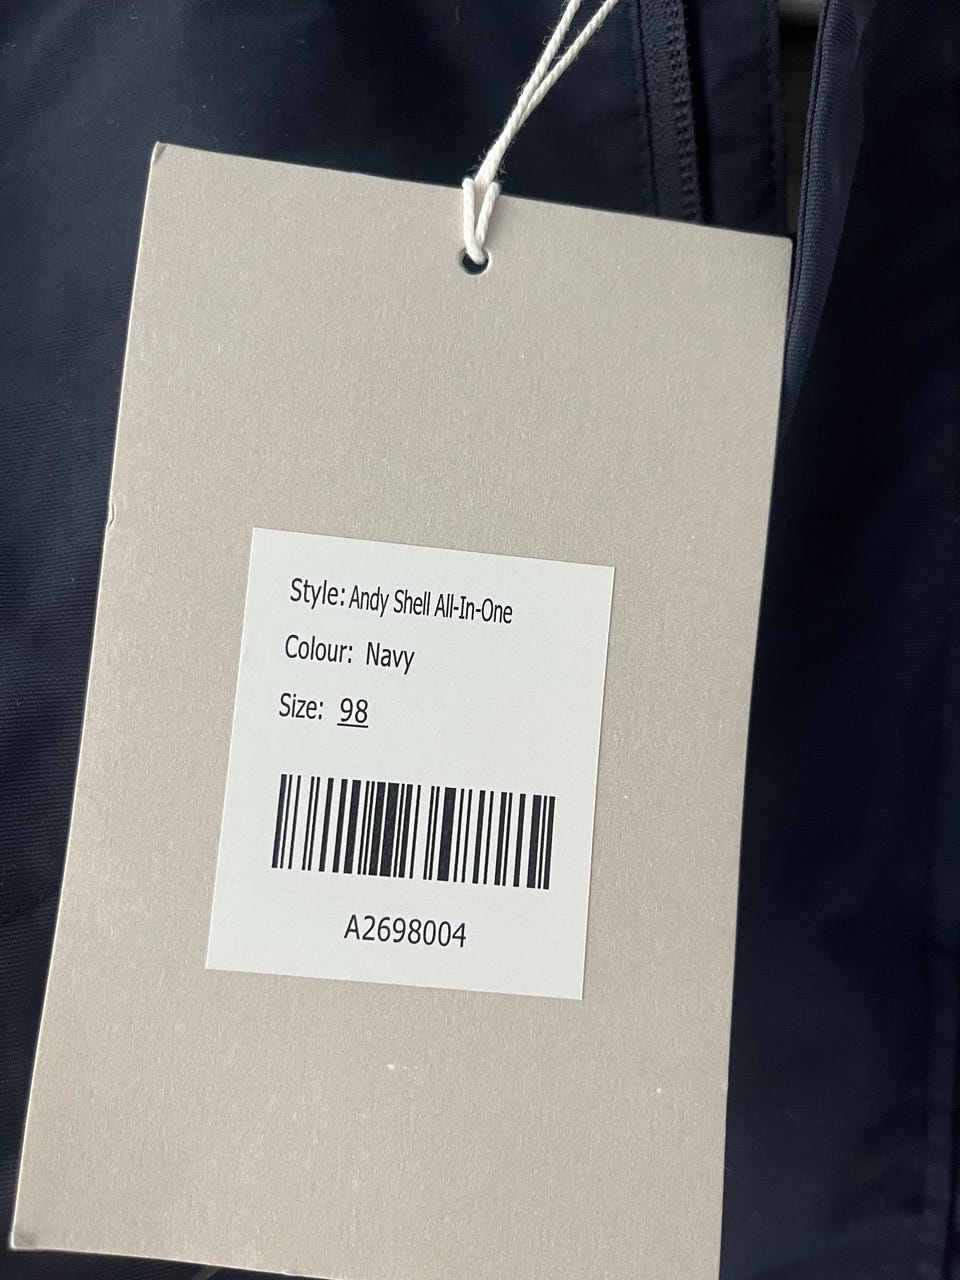 Style: Andy Shell All-In-One
Colour: Navy
Size: 98
A2698004